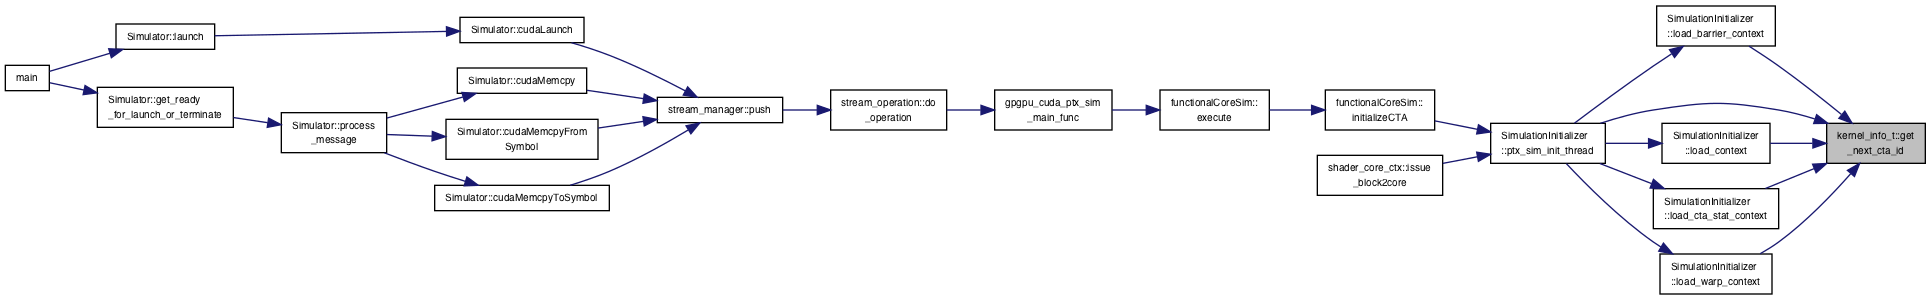 main
Simulator::launch
Simulator::get_ready
_for_launch_or_terminate
Simulator::process
_message
Simulator::cudaLaunch
Simulator::cudaMemcpy
Simulator::cudaMemcpyFrom
Symbol
Simulator::cudaMemcpyToSymbol
stream_manager::push
stream_operation::do
_operation
gpgpu_cuda_ptx_sim
_main_func
functionalCoreSim::
execute
functionalCoreSim::
initializeCTA
shader_core_ctx::issue
_block2core
SimulationInitializer
::ptx_sim_init_thread
SimulationInitializer
::load_barrier_context
SimulationInitializer
::load_context
SimulationInitializer
::load_cta_stat_context
SimulationInitializer
::load_warp_context
kernel_info_t::get
_next_cta_id